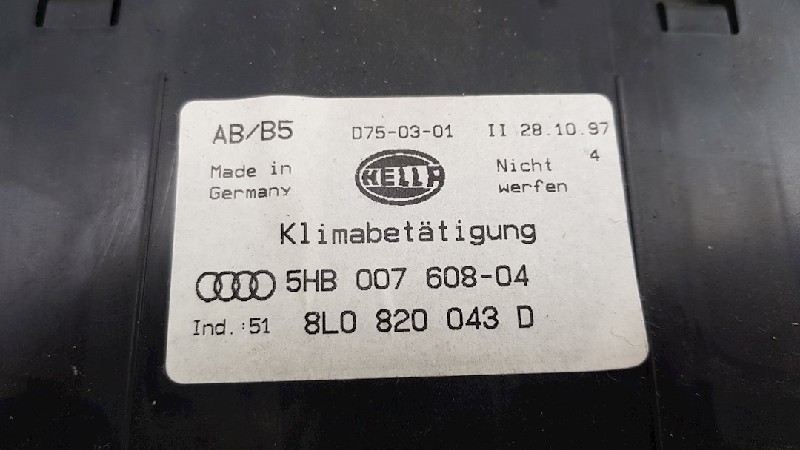 AB/B5 D75-03-01 II 28.10.97
Made in Germany HELLA Nicht werfen 4
Klimabetätigung
5HB 007 608-04
Ind.:51 8L0 820 043 D